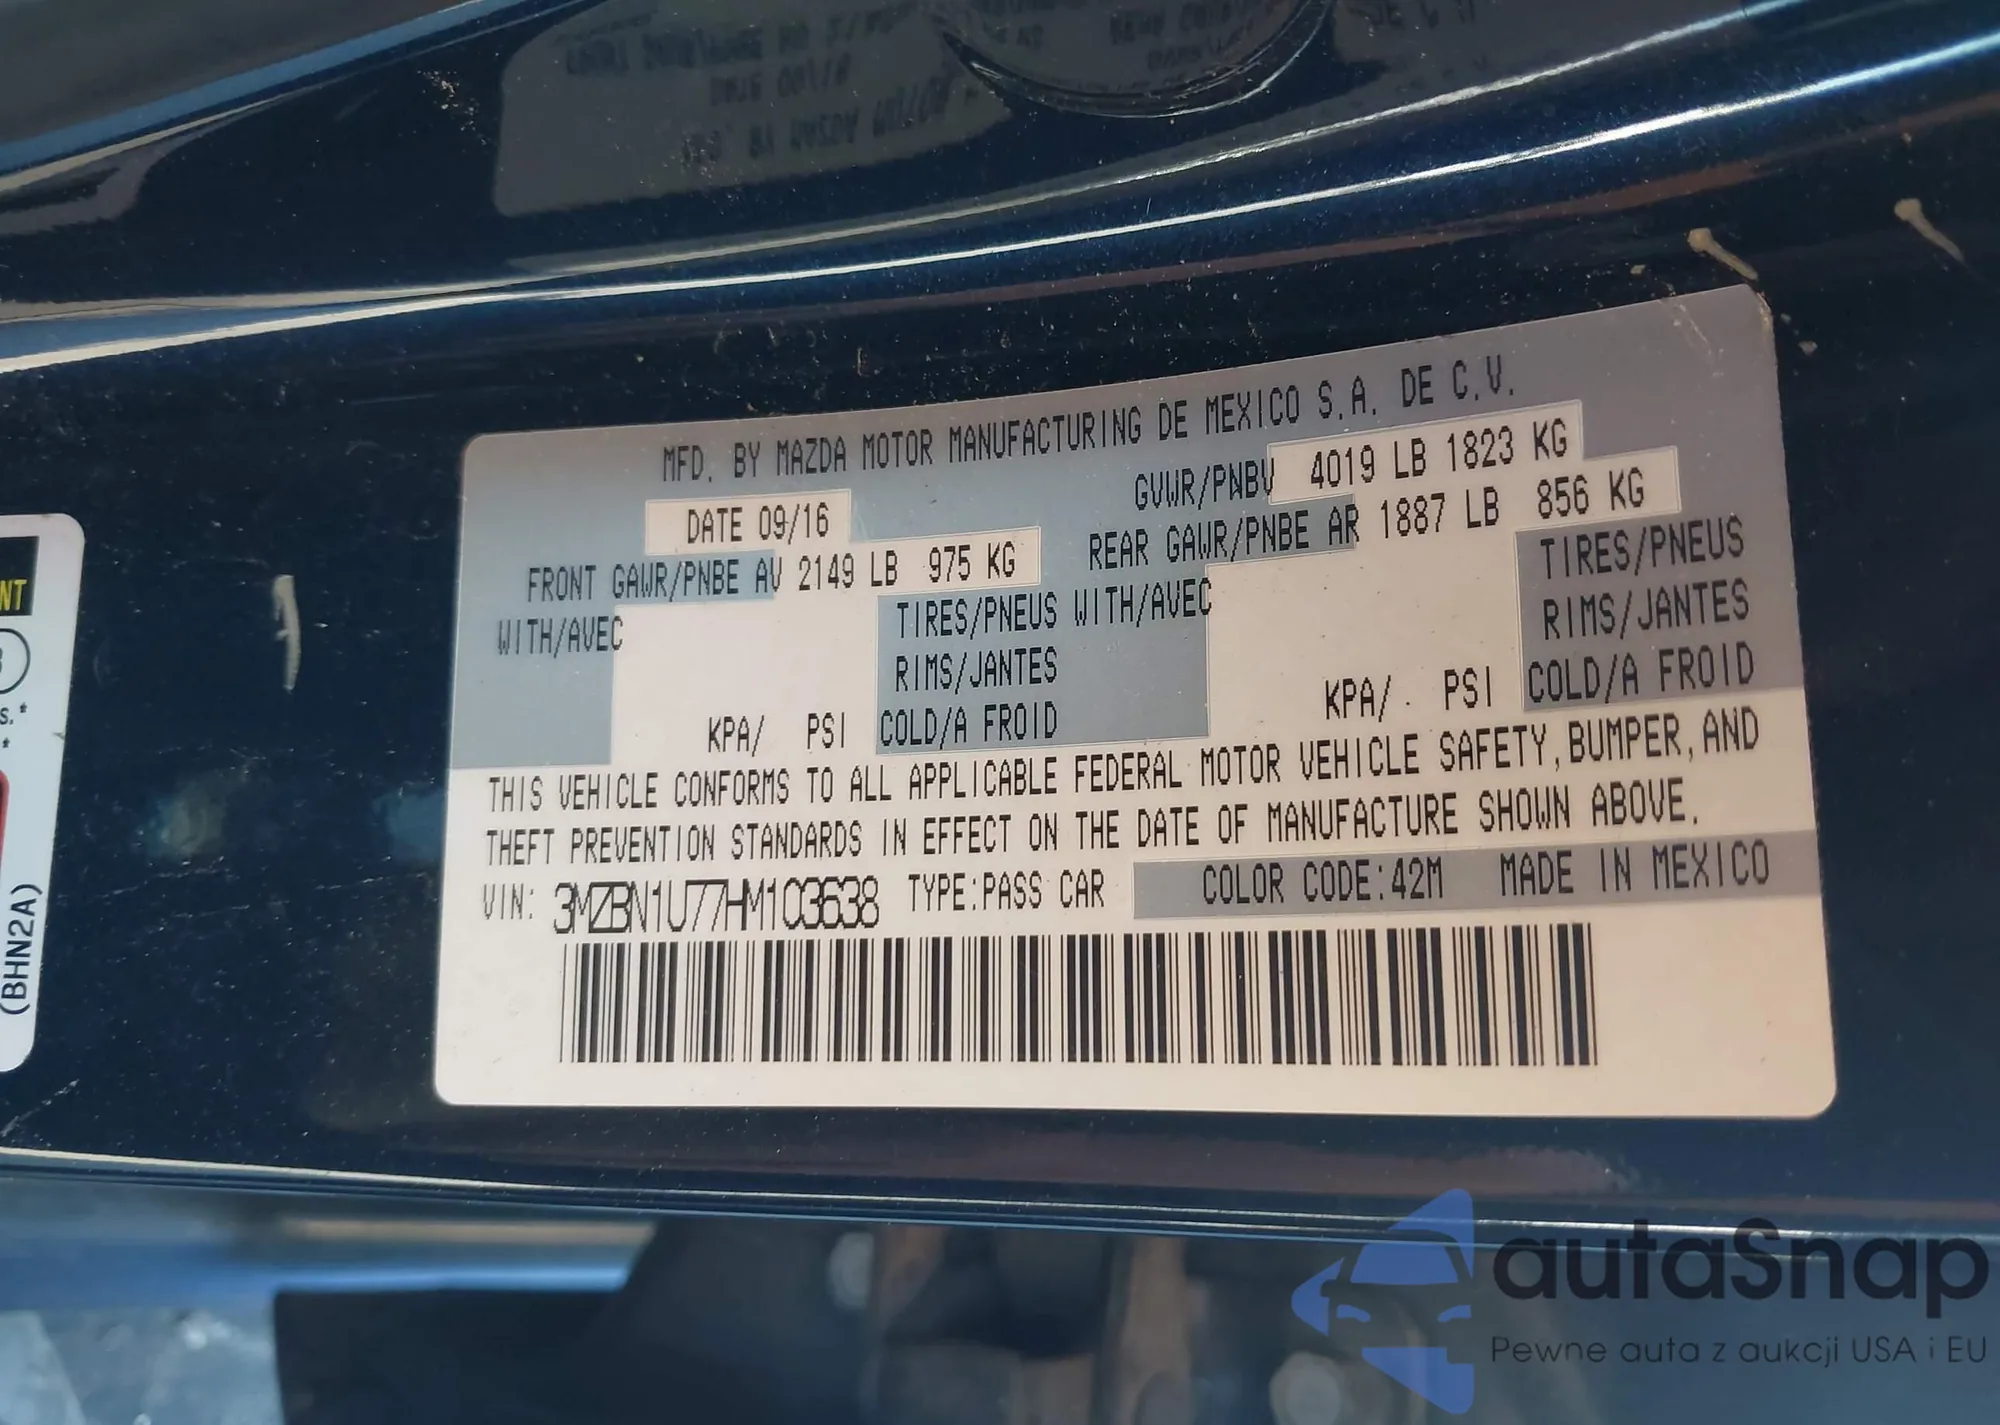 MFD. BY MAZDA MOTOR MANUFACTURING DE MEXICO S.A. DE C.V.
DATE 09/16
GVWR/PNBV 4019 LB 1823 KG
FRONT GAWR/PNBE AV 2149 LB 975 KG
REAR GAWR/PNBE AR 1887 LB 856 KG
WITH/AVEC
TIRES/PNEUS
WITH/AVEC
TIRES/PNEUS
RIMS/JANTES
RIMS/JANTES
KPA/ PSI COLD/A FROID
KPA/ PSI COLD/A FROID
THIS VEHICLE CONFORMS TO ALL APPLICABLE FEDERAL MOTOR VEHICLE SAFETY, BUMPER, AND
THEFT PREVENTION STANDARDS IN EFFECT ON THE DATE OF MANUFACTURE SHOWN ABOVE.
VIN: 3MZBN1U77HM103638 TYPE:PASS CAR COLOR CODE:42M MADE IN MEXICO
NT
s.*
*
(BHN2A)
autaSnap
Pewne auta z aukcji USA i EU